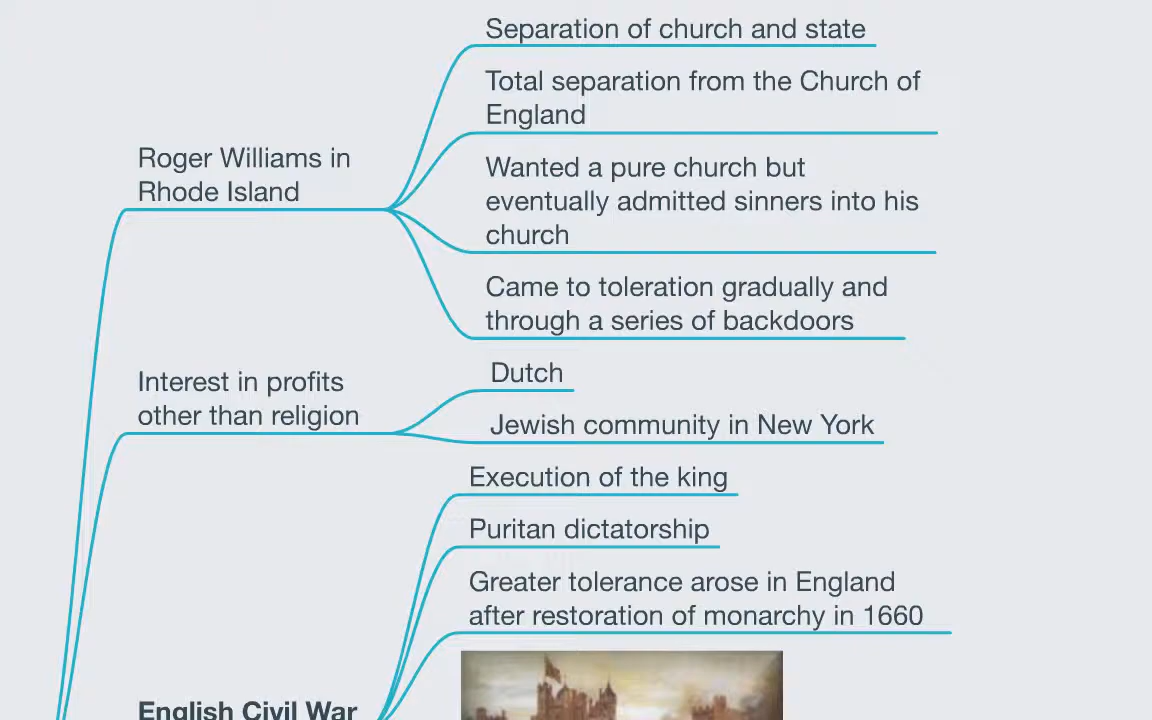 Separation of church and state
Total separation from the Church of
England
Roger Williams in
Rhode Island
Wanted a pure church but
eventually admitted sinners into his
church
Came to toleration gradually and
through a series of backdoors
Interest in profits
other than religion
Dutch
Jewish community in New York
Execution of the king
Puritan dictatorship
Greater tolerance arose in England
after restoration of monarchy in 1660
English Civil War